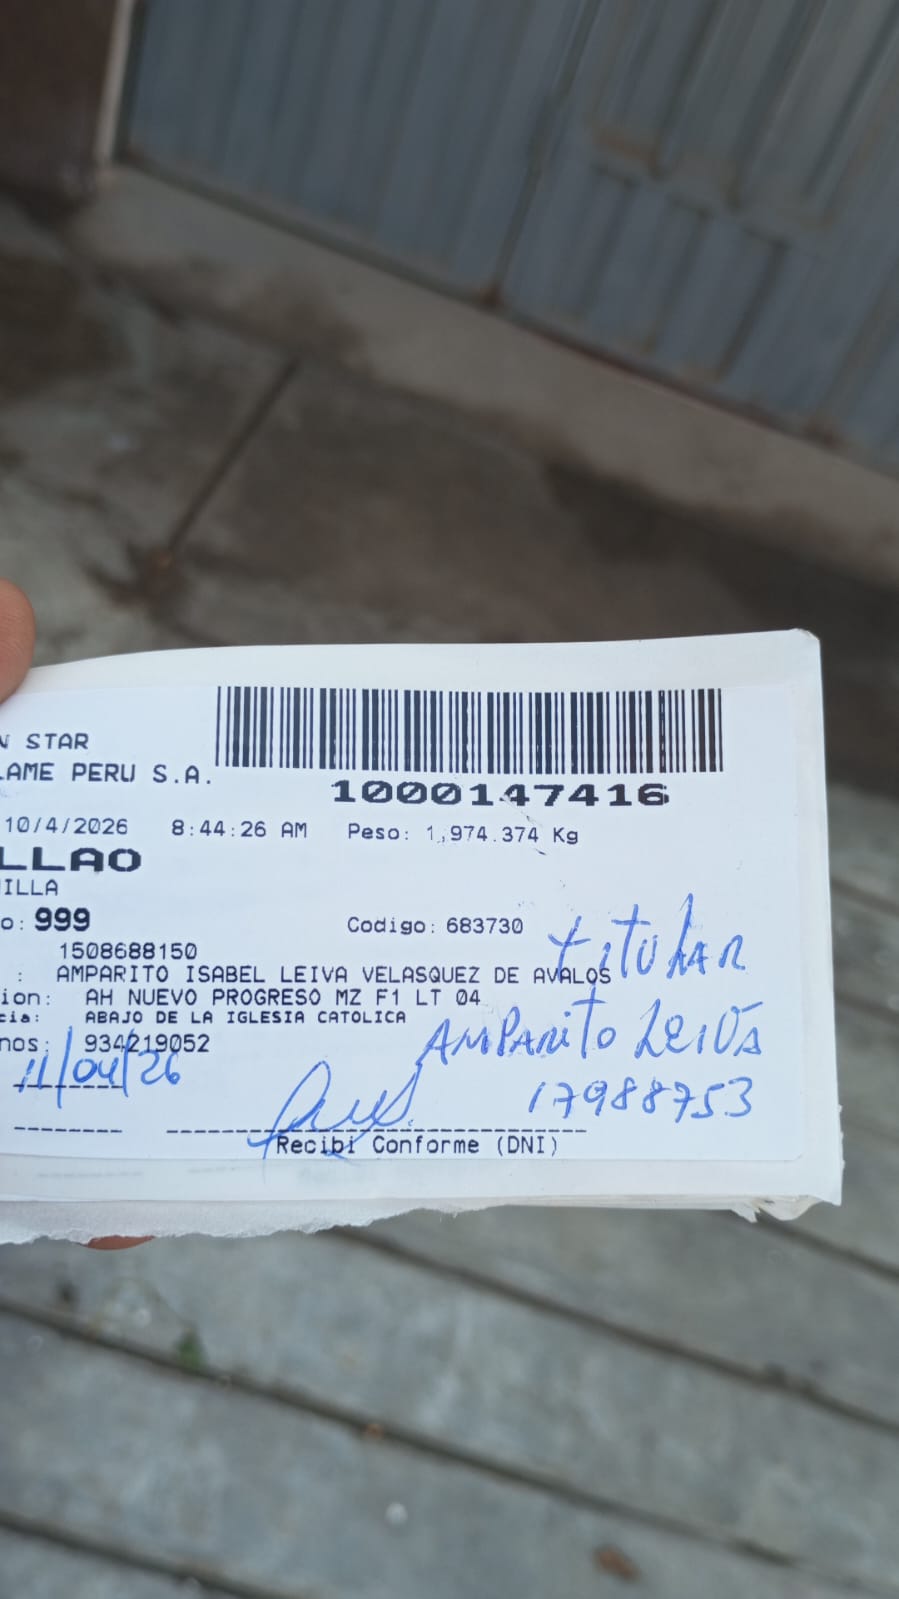 N STAR
LAME PERU S.A.
1000147416
10/4/2026 8:44:26 AM Peso: 1,974.374 Kg
LLAO
ILLA
o: 999 Codigo: 683730
1508688150
: AMPARITO ISABEL LEIVA VELASQUEZ DE AVALOS
ion: AH NUEVO PROGRESO MZ F1 LT 04
cia: ABAJO DE LA IGLESIA CATOLICA
nos: 934219052
titular
Amparito Leiva
17988753
11/04/26
Recibi Conforme (DNI)